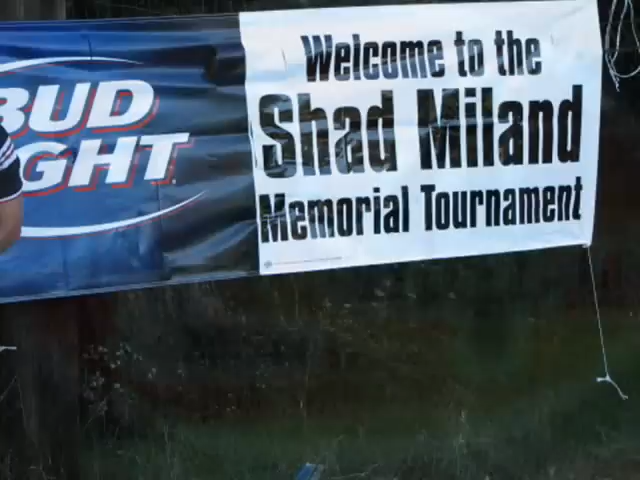 BUD
GHT
Welcome to the
Shad Miland
Memorial Tournament